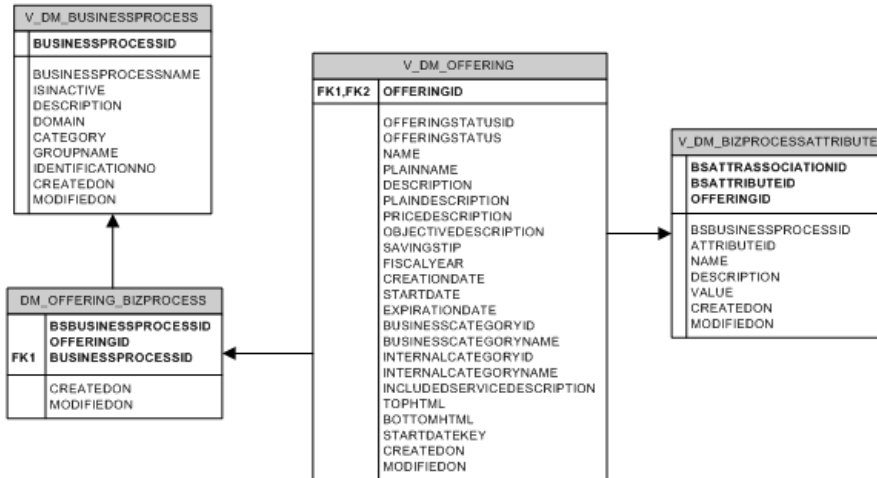 V_DM_BUSINESSPROCESS
BUSINESSPROCESSID
BUSINESSPROCESSNAME
ISINACTIVE
DESCRIPTION
DOMAIN
CATEGORY
GROUPNAME
IDENTIFICATIONNO
CREATEDON
MODIFIEDON
DM_OFFERING_BIZPROCESS
BSBUSINESSPROCESSID
OFFERINGID
FK1 BUSINESSPROCESSID
CREATEDON
MODIFIEDON
V_DM_OFFERING
FK1,FK2 OFFERINGID
OFFERINGSTATUSID
OFFERINGSTATUS
NAME
PLAINNAME
DESCRIPTION
PLAINDESCRIPTION
PRICEDESCRIPTION
OBJECTIVEDESCRIPTION
SAVINGSTIP
FISCALYEAR
CREATIONDATE
STARTDATE
EXPIRATIONDATE
BUSINESSCATEGORYID
BUSINESSCATEGORYNAME
INTERNALCATEGORYID
INTERNALCATEGORYNAME
INCLUDEDSERVICEDESCRIPTION
TOPHTML
BOTTOMHTML
STARTDATEKEY
CREATEDON
MODIFIEDON
V_DM_BIZPROCESSATTRIBUTE
BSATTRASSOCIATIONID
BSATTRIBUTEID
OFFERINGID
BSBUSINESSPROCESSID
ATTRIBUTEID
NAME
DESCRIPTION
VALUE
CREATEDON
MODIFIEDON